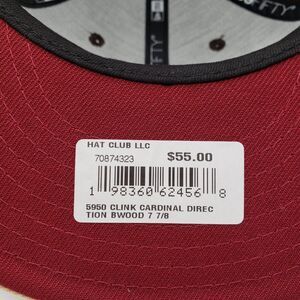 FIFTY
HAT CLUB LLC
70874323 $55.00
1 98360 62456 8
5950 CLINK CARDINAL DIREC
TION BWOOD 7 7/8